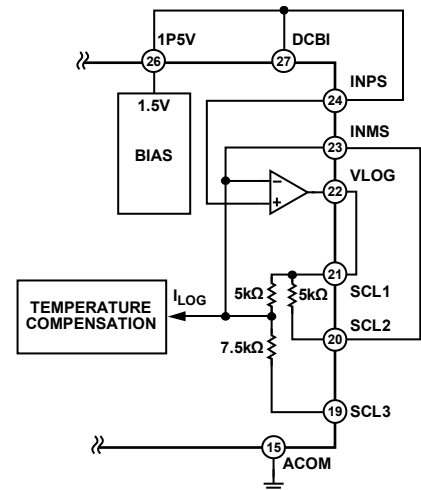 1P5V
DCBI
26
27
INPS
24
1.5V
BIAS
INMS
23
VLOG
22
−
+
21
SCL1
ILOG
5kΩ
5kΩ
TEMPERATURE
COMPENSATION
SCL2
20
7.5kΩ
19
SCL3
15
ACOM